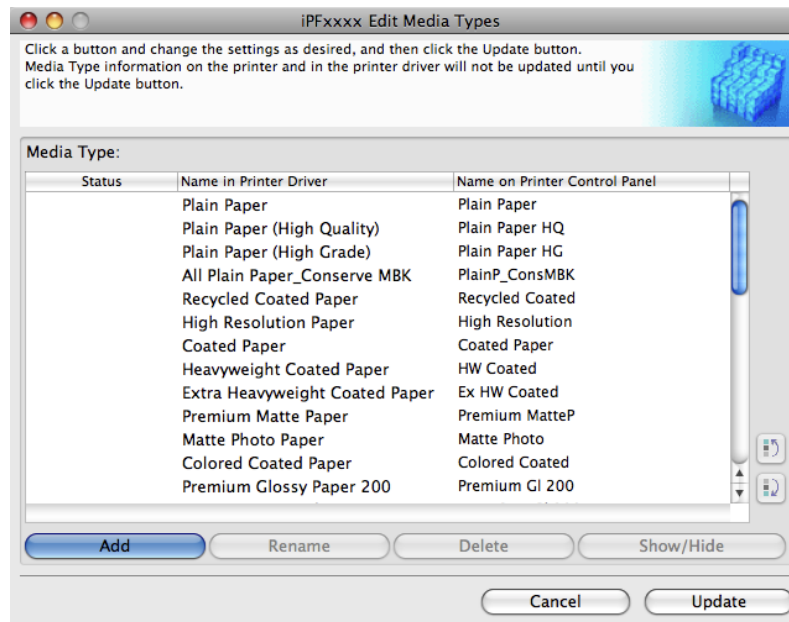 iPFxxxx Edit Media Types
Click a button and change the settings as desired, and then click the Update button.
Media Type information on the printer and in the printer driver will not be updated until you
click the Update button.
Media Type:
Status Name in Printer Driver Name on Printer Control Panel
Plain Paper Plain Paper
Plain Paper (High Quality) Plain Paper HQ
Plain Paper (High Grade) Plain Paper HG
All Plain Paper_Conserve MBK PlainP_ConsMBK
Recycled Coated Paper Recycled Coated
High Resolution Paper High Resolution
Coated Paper Coated Paper
Heavyweight Coated Paper HW Coated
Extra Heavyweight Coated Paper Ex HW Coated
Premium Matte Paper Premium MatteP
Matte Photo Paper Matte Photo
Colored Coated Paper Colored Coated
Premium Glossy Paper 200 Premium Gl 200
Add Rename Delete Show/Hide
Cancel Update